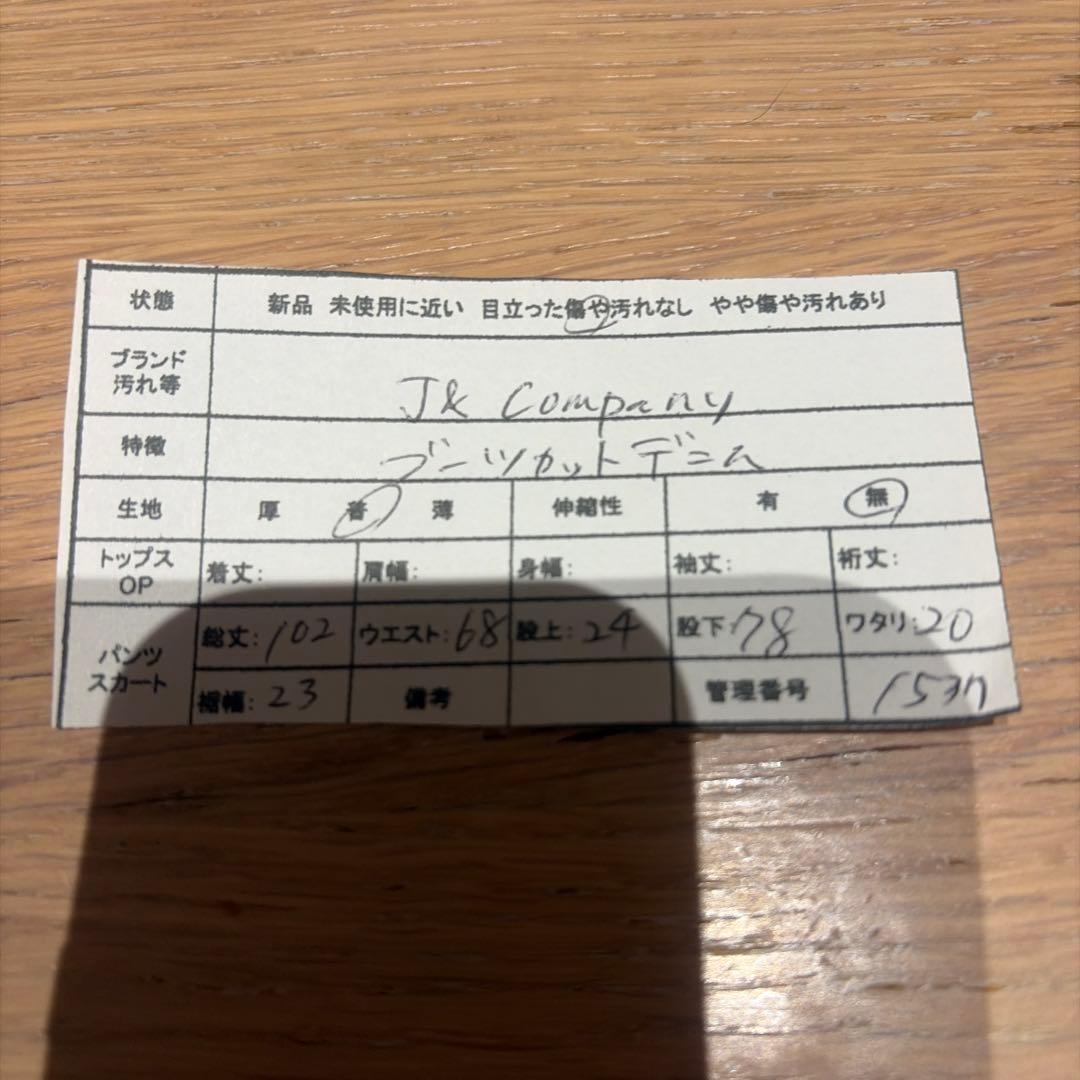 状態 新品 未使用に近い 目立った傷や汚れなし やや傷や汚れあり
ブランド
汚れ等
J& Company
特徴 ブーツカットデニム
生地 厚 普 薄 伸縮性 有 無
トップス
OP
着丈: 肩幅: 身幅: 袖丈: 裄丈:
パンツ
スカート
総丈:102 ウエスト:68 股上:24 股下:78 ワタリ:20
裾幅:23 備考 管理番号 1537